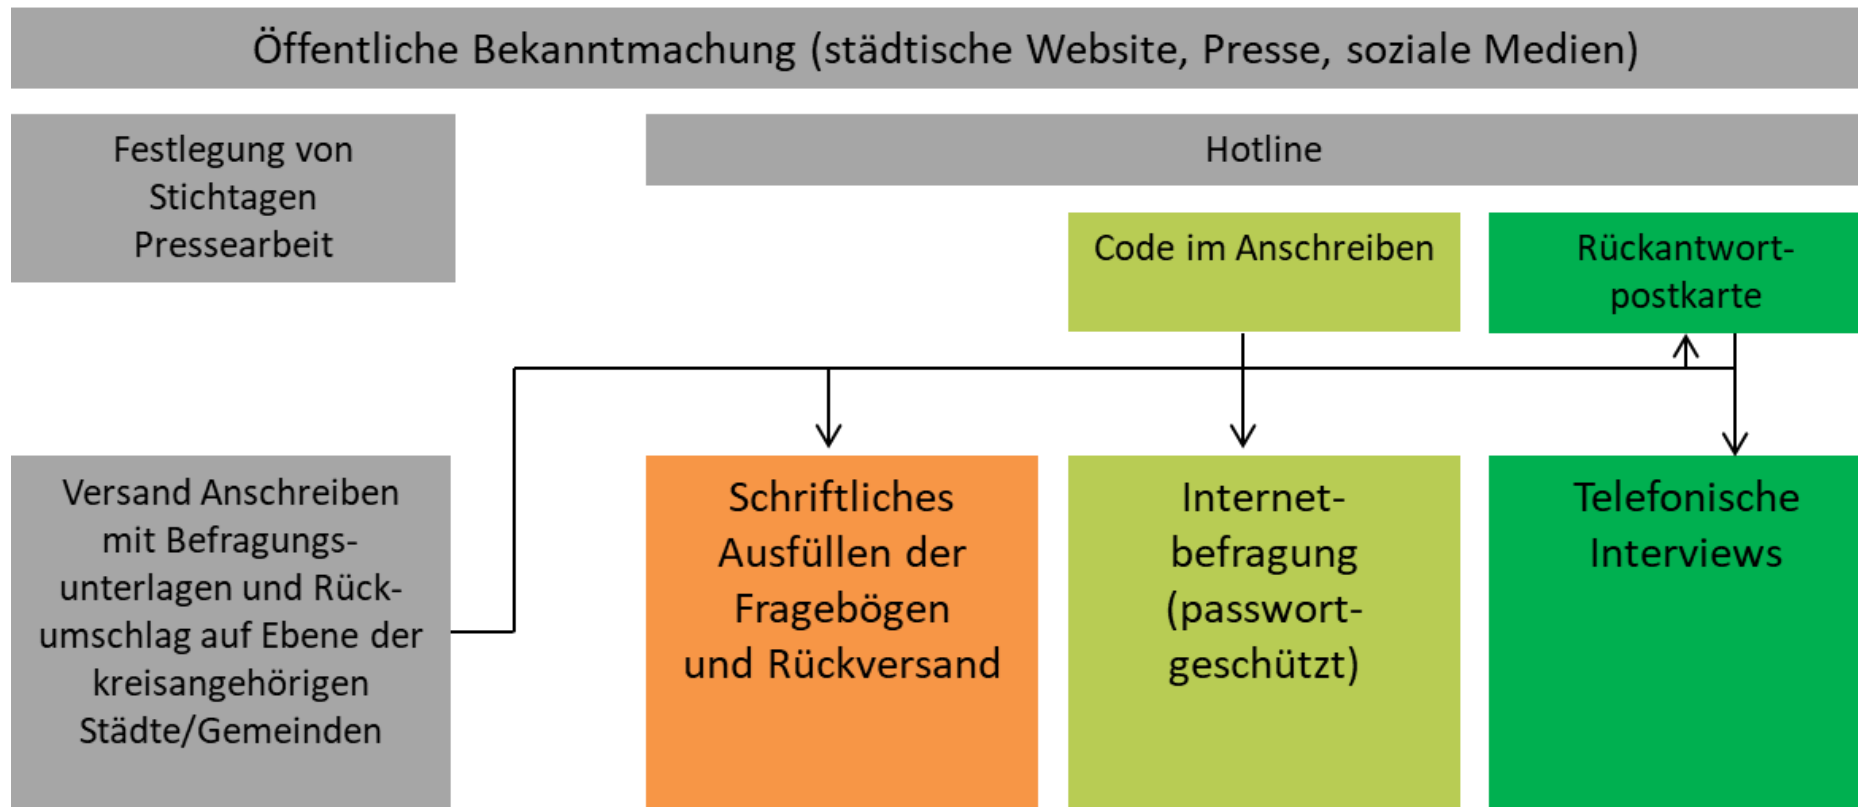 Öffentliche Bekanntmachung (städtische Website, Presse, soziale Medien)
Festlegung von
Stichtagen
Pressearbeit
Hotline
Code im Anschreiben
Rückantwort-
postkarte
Versand Anschreiben
mit Befragungs-
unterlagen und Rück-
umschlag auf Ebene der
kreisangehörigen
Städte/Gemeinden
Schriftliches
Ausfüllen der
Fragebögen
und Rückversand
Internet-
befragung
(passwort-
geschützt)
Telefonische
Interviews